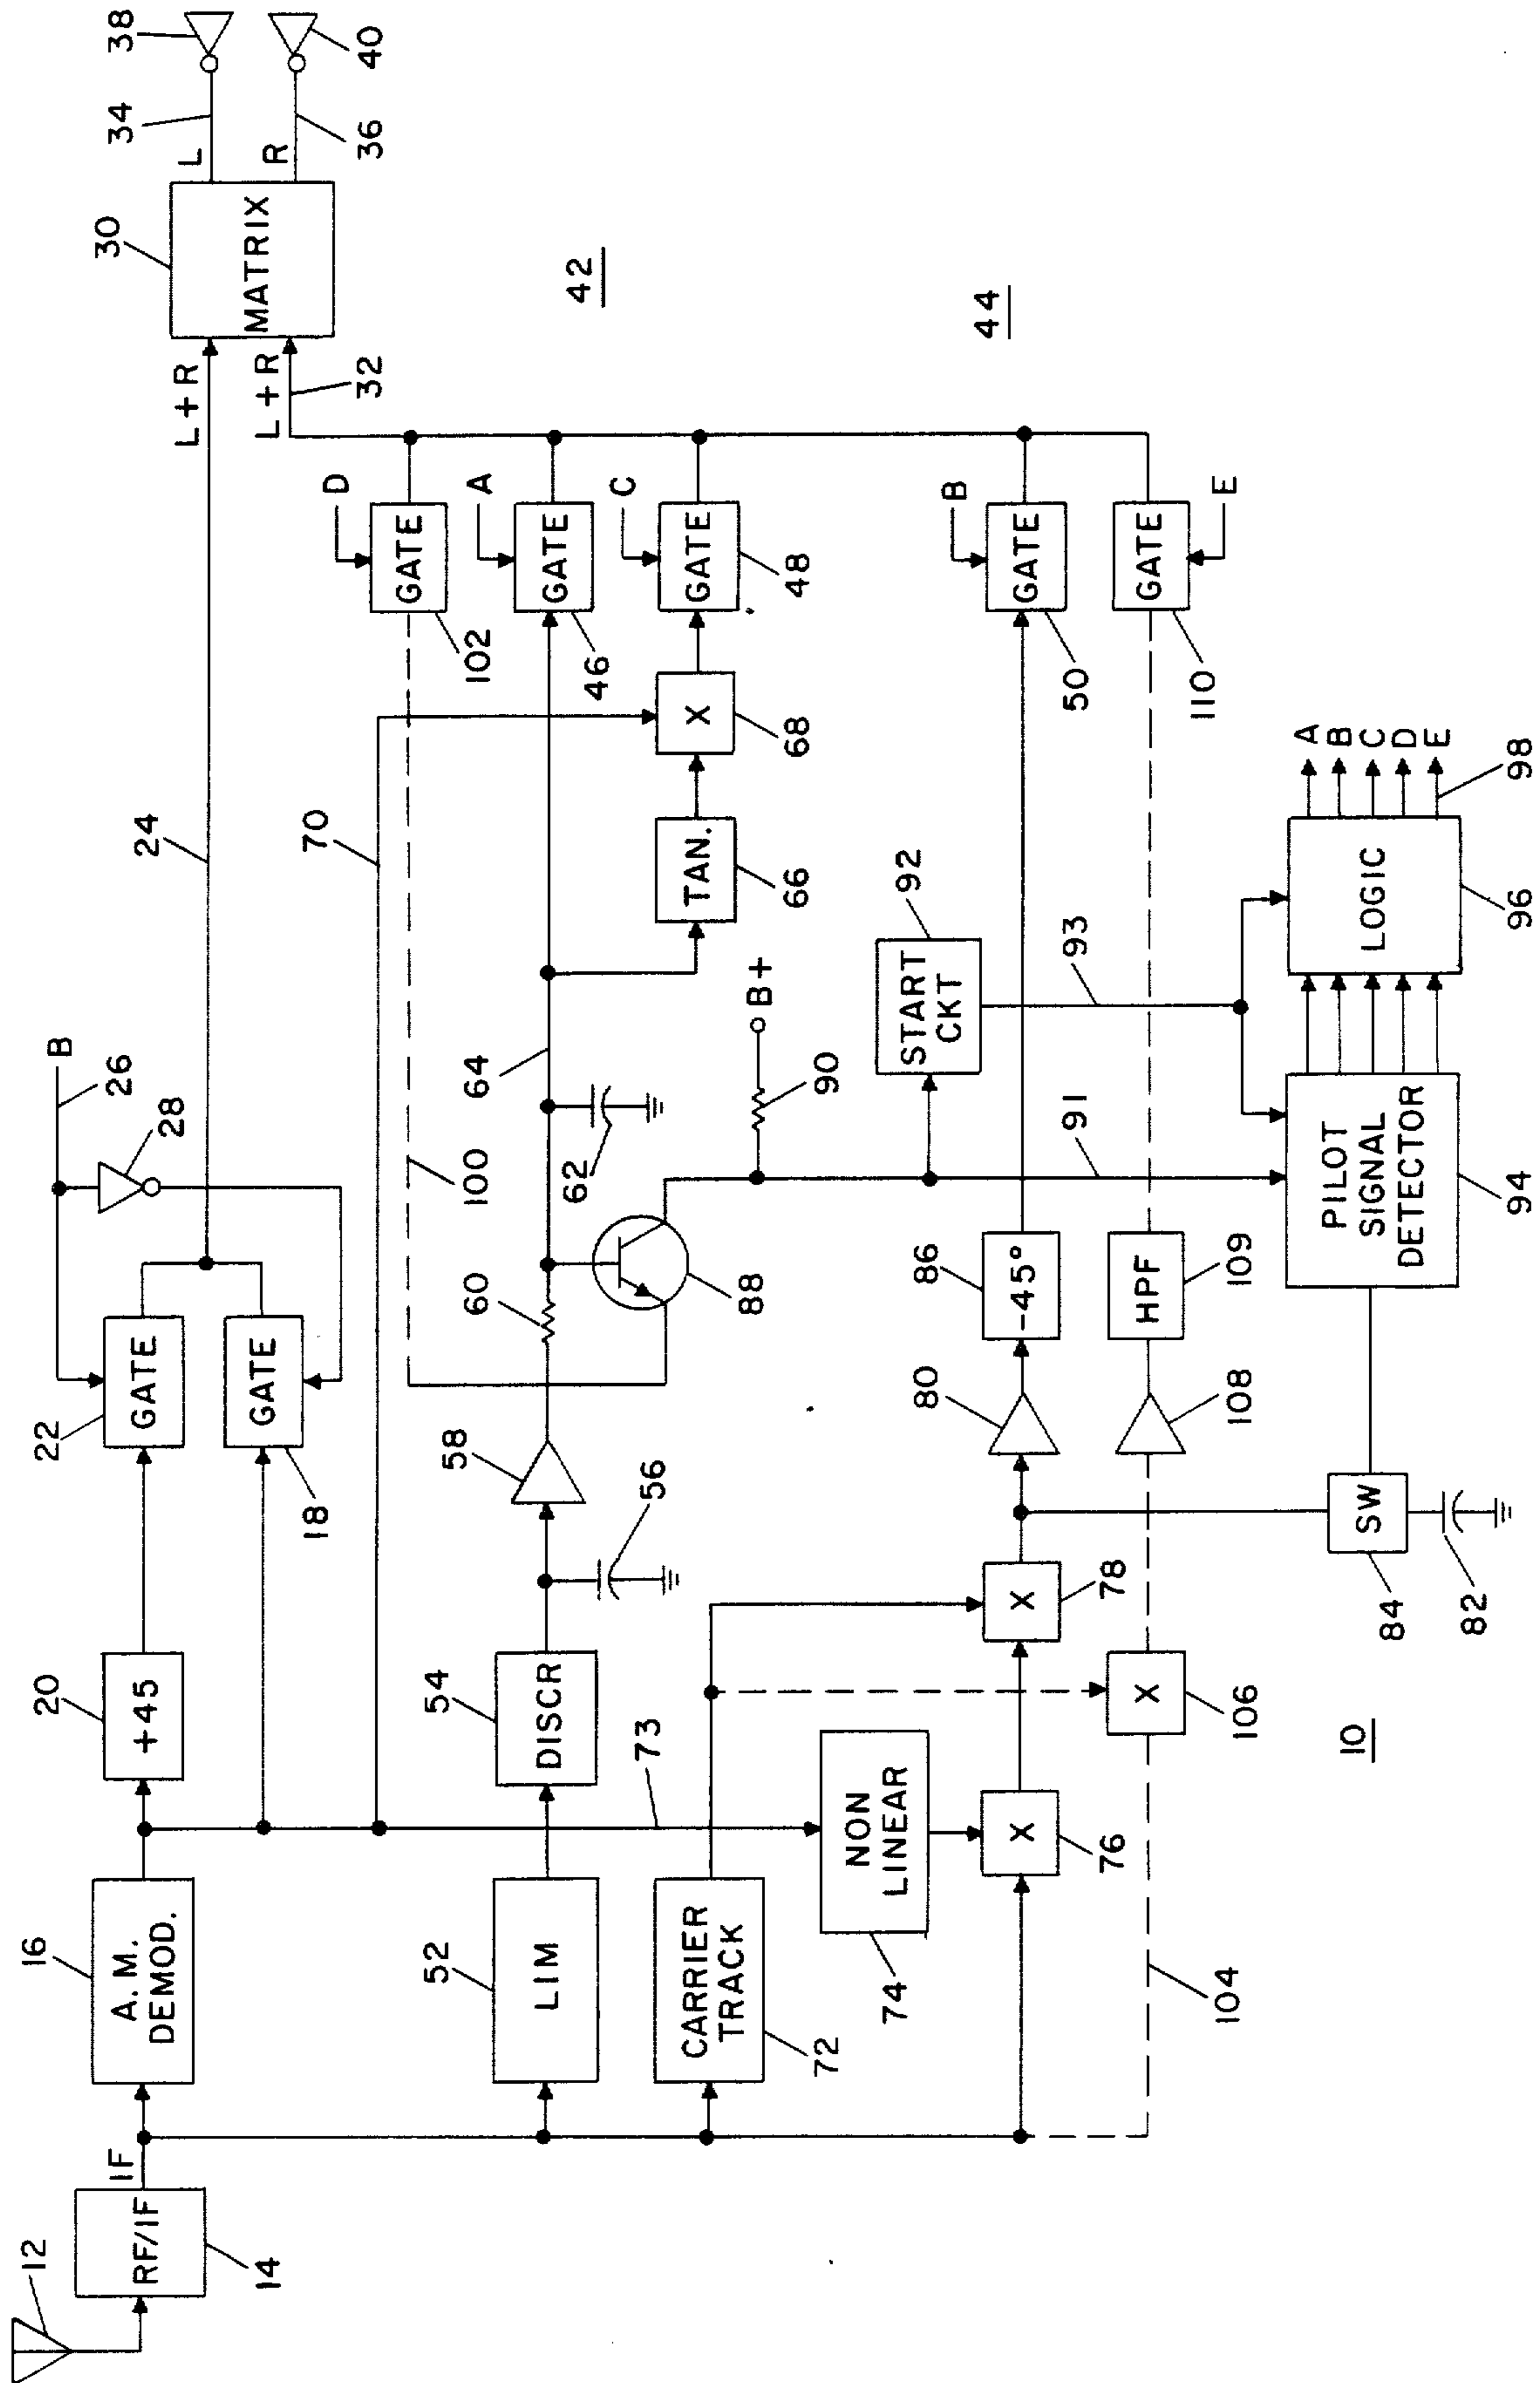 12
RF/IF
14
IF
16
A.M.
DEMOD.
20
+45
22
GATE
GATE
18
B
26
28
24
L+R
L+R
32
30
MATRIX
L
34
R
36
38
40
70
52
LIM
54
DISCR
56
58
60
62
64
100
88
90
B+
TAN.
66
X
68
D
GATE
102
A
GATE
46
C
GATE
48
42
CARRIER
TRACK
72
73
NON
LINEAR
74
X
76
X
78
80
-45°
86
B
GATE
50
44
104
X
106
108
HPF
109
GATE
110
E
START
CKT
92
93
91
SW
84
82
PILOT
SIGNAL
DETECTOR
94
LOGIC
96
A
B
C
D
E
98
10